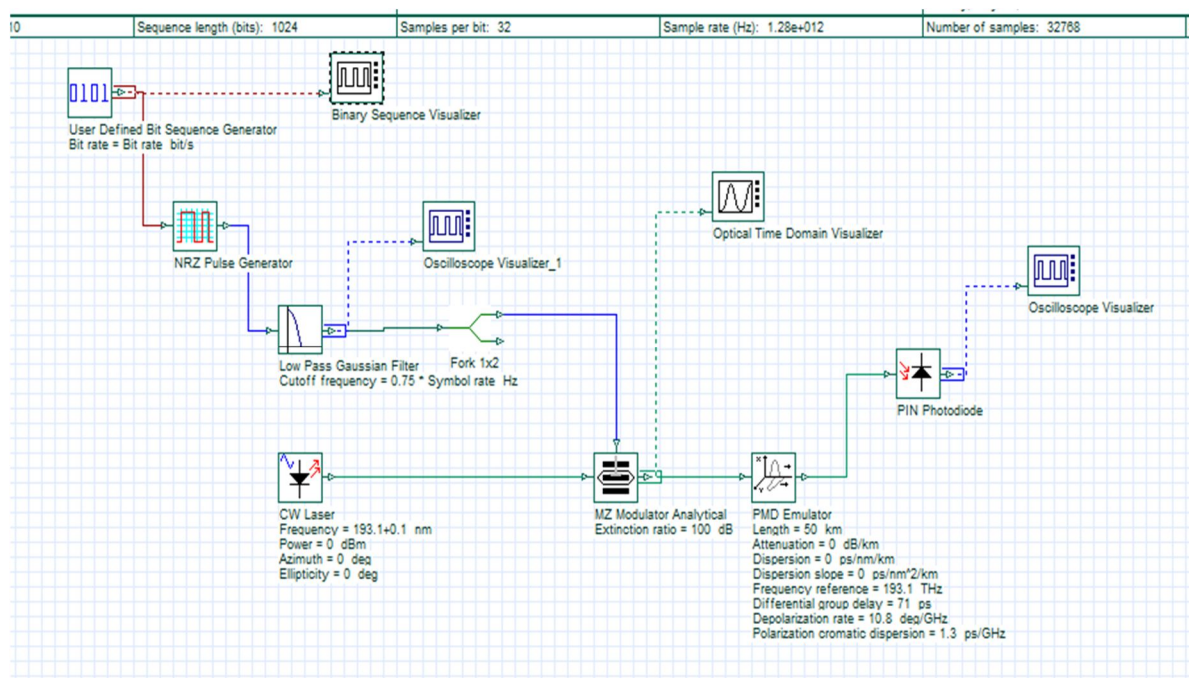 10
Sequence length (bits): 1024
Samples per bit: 32
Sample rate (Hz): 1.28e+012
Number of samples: 32768
0101
Binary Sequence Visualizer
User Defined Bit Sequence Generator
Bit rate = Bit rate bit/s
Optical Time Domain Visualizer
NRZ Pulse Generator
Oscilloscope Visualizer_1
Oscilloscope Visualizer
Low Pass Gaussian Filter
Cutoff frequency = 0.75 * Symbol rate Hz
Fork 1x2
PIN Photodiode
CW Laser
Frequency = 193.1+0.1 nm
Power = 0 dBm
Azimuth = 0 deg
Ellipticity = 0 deg
MZ Modulator Analytical
Extinction ratio = 100 dB
X
Y
PMD Emulator
Length = 50 km
Attenuation = 0 dB/km
Dispersion = 0 ps/nm/km
Dispersion slope = 0 ps/nm^2/km
Frequency reference = 193.1 THz
Differential group delay = 71 ps
Depolarization rate = 10.8 deg/GHz
Polarization cromatic dispersion = 1.3 ps/GHz